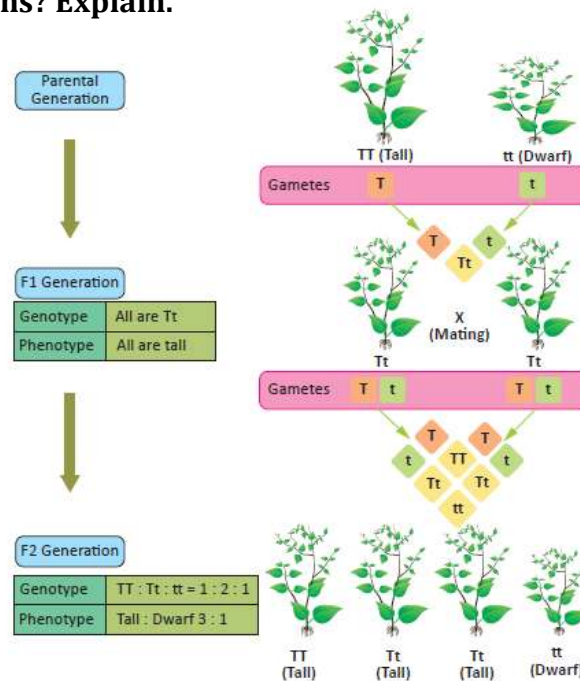 ns? Explain.
Parental
Generation
TT (Tall)
tt (Dwarf)
Gametes
T
t
T
t
Tt
F1 Generation
Genotype
All are Tt
Phenotype
All are tall
X
(Mating)
Tt
Tt
Gametes
T
t
T
t
T
T
t
TT
t
Tt
Tt
tt
F2 Generation
Genotype
TT : Tt : tt = 1 : 2 : 1
Phenotype
Tall : Dwarf 3 : 1
TT
(Tall)
Tt
(Tall)
Tt
(Tall)
tt
(Dwarf)